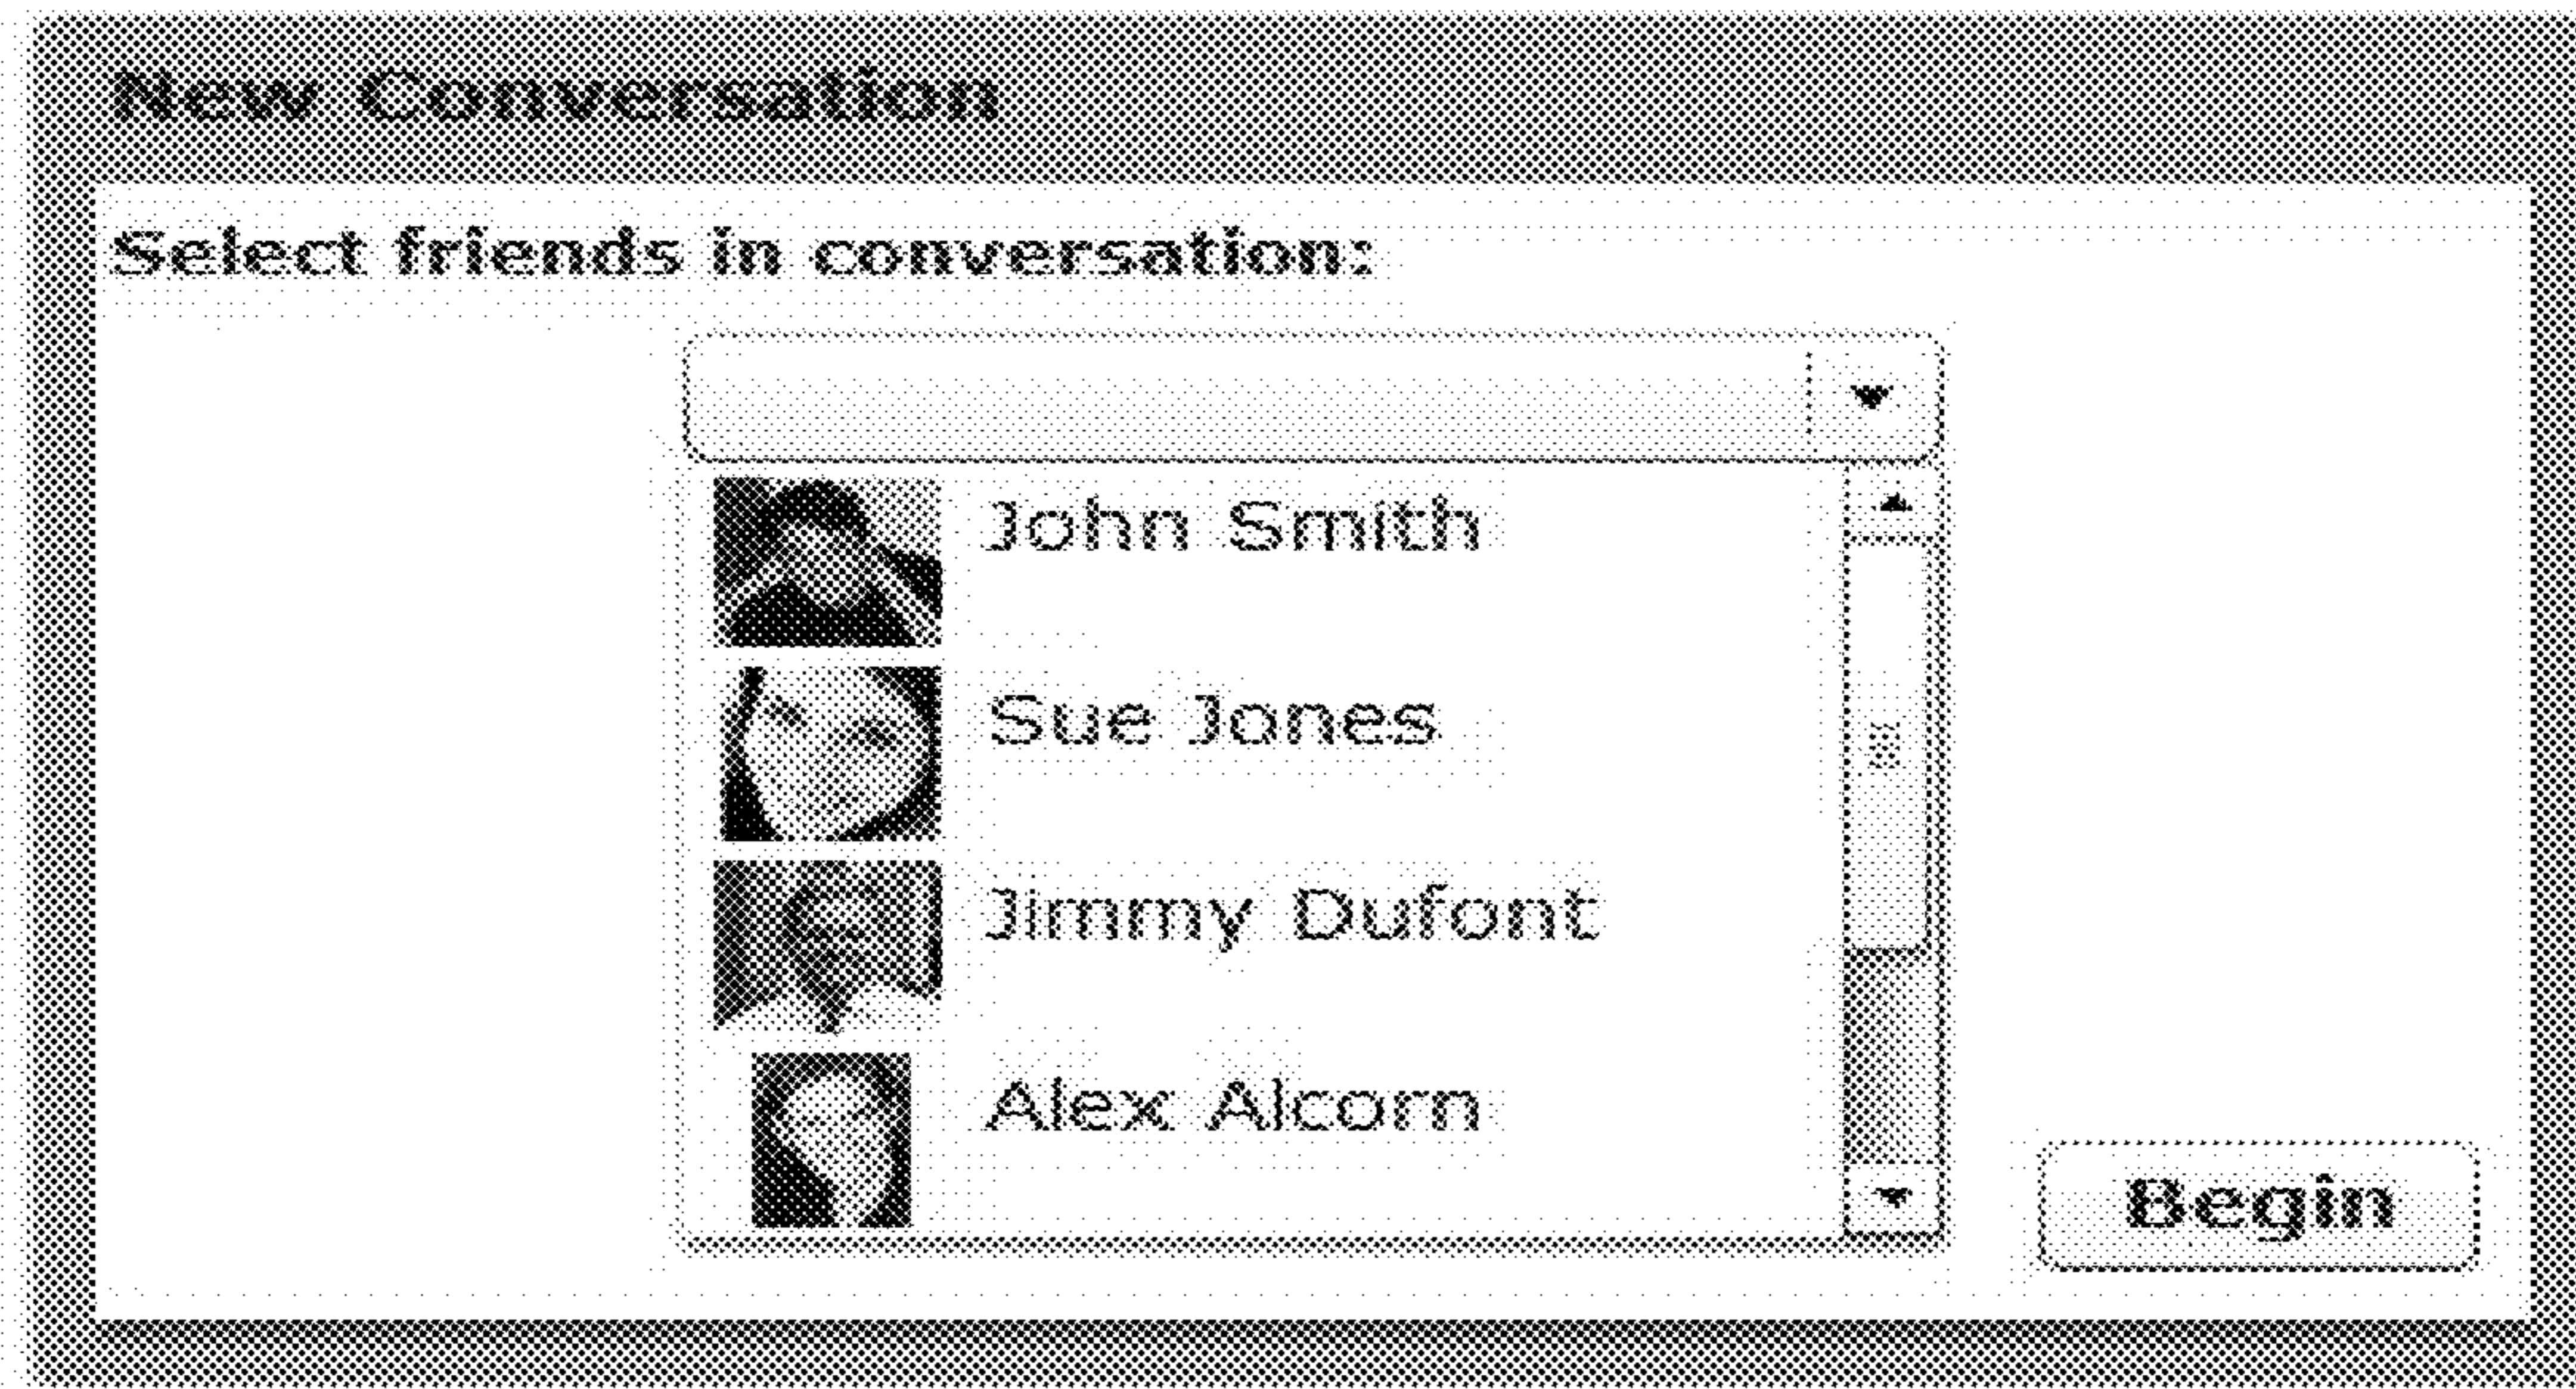 New Conversation
Select friends in conversation:
John Smith
Sue Jones
Jimmy Dufont
Alex Alcorn
Begin